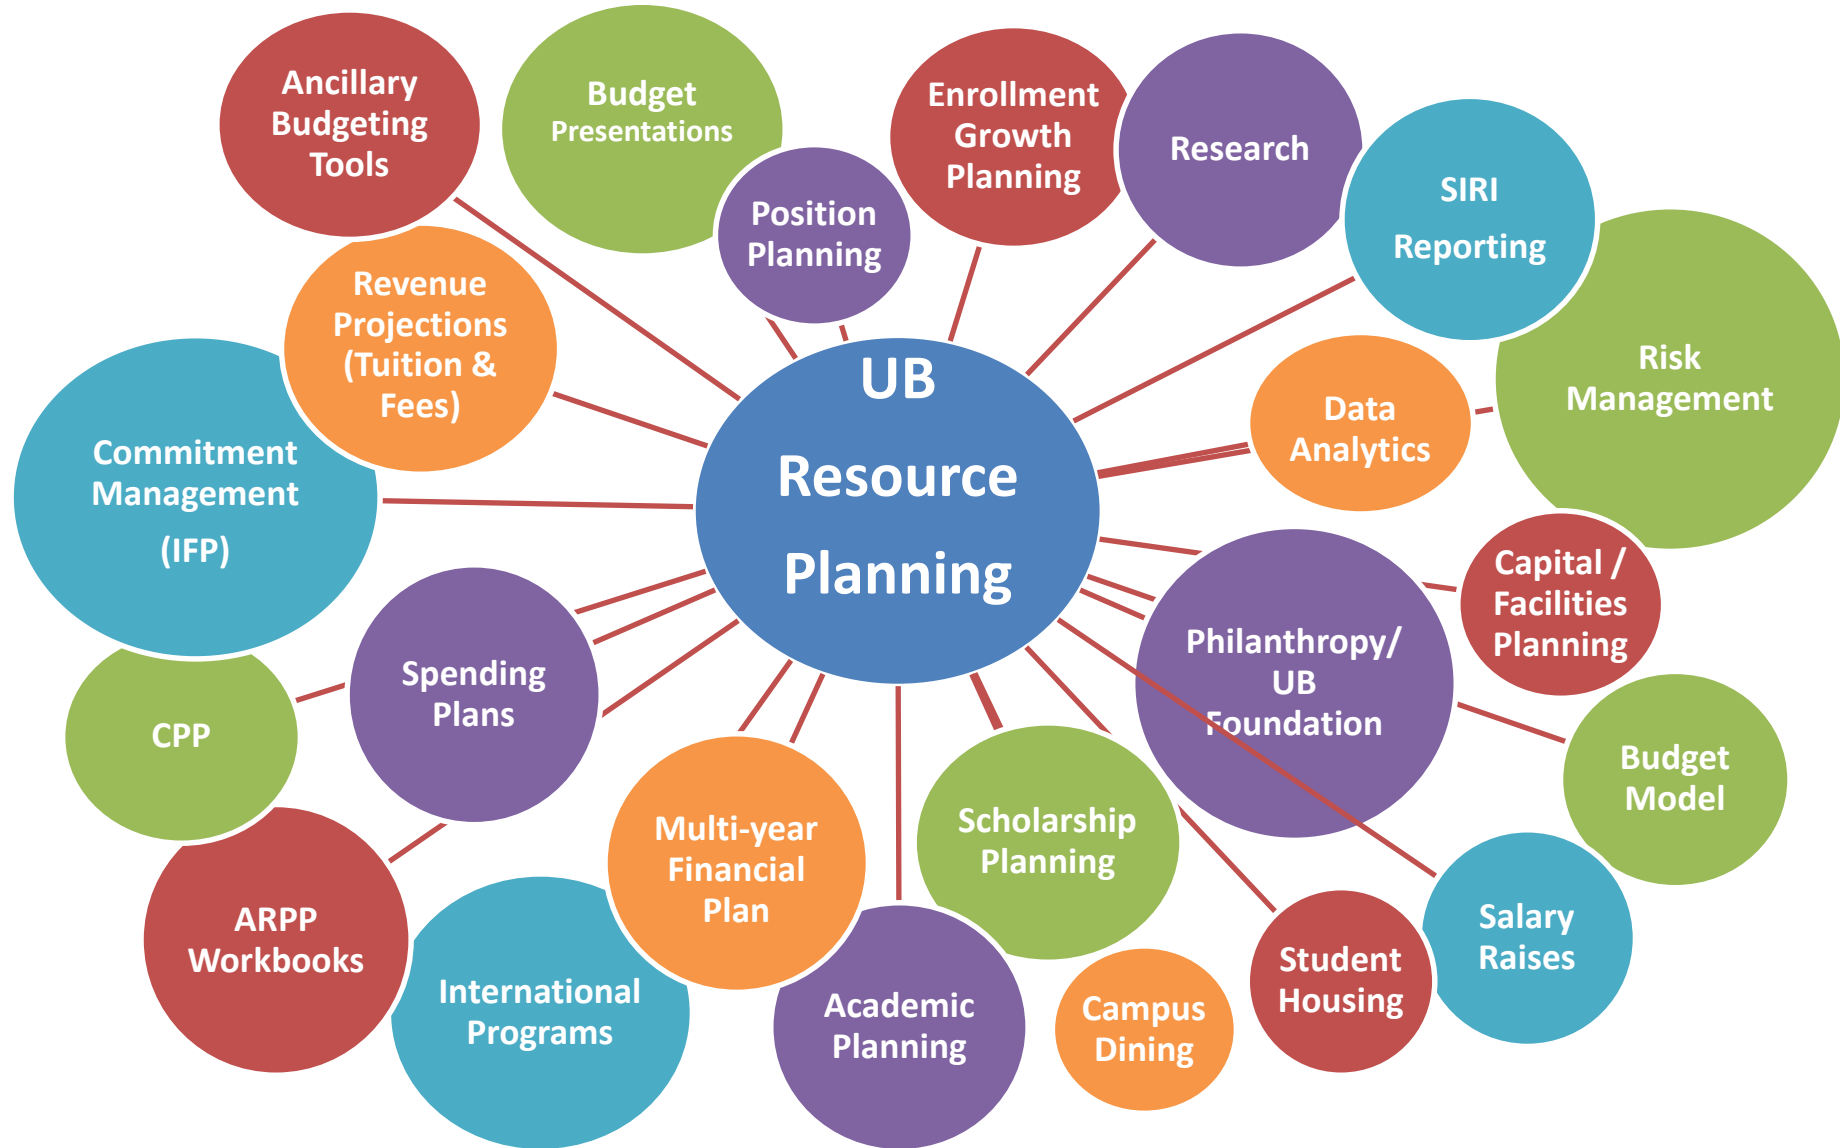 Ancillary
Budgeting
Tools
Budget
Presentations
Position
Planning
Enrollment
Growth
Planning
Research
SIRI
Reporting
Risk
Management
Data
Analytics
Capital /
Facilities
Planning
Philanthropy/
UB
Foundation
Budget
Model
Salary
Raises
Student
Housing
Campus
Dining
Scholarship
Planning
Academic
Planning
Multi-year
Financial
Plan
International
Programs
ARPP
Workbooks
Spending
Plans
CPP
Commitment
Management
(IFP)
Revenue
Projections
(Tuition &
Fees)
UB
Resource
Planning